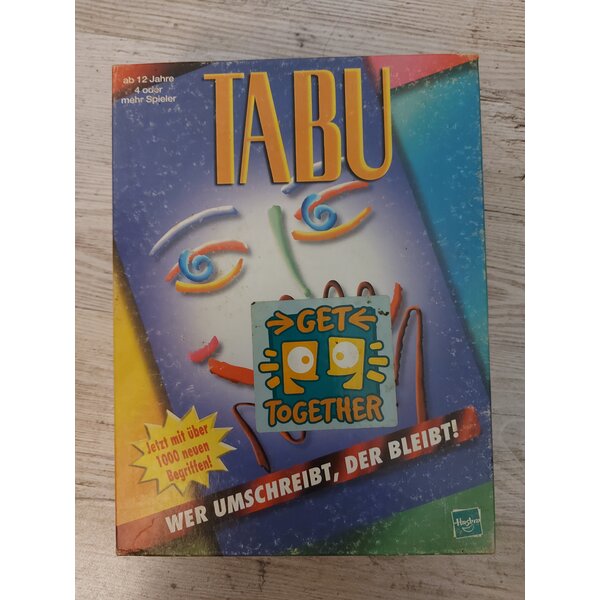 ab 12 Jahre
4 oder
mehr Spieler
TABU
GET
TOGETHER
Jetzt mit über
1000 neuen
Begriffen!
WER UMSCHREIBT, DER BLEIBT!
Hasbro